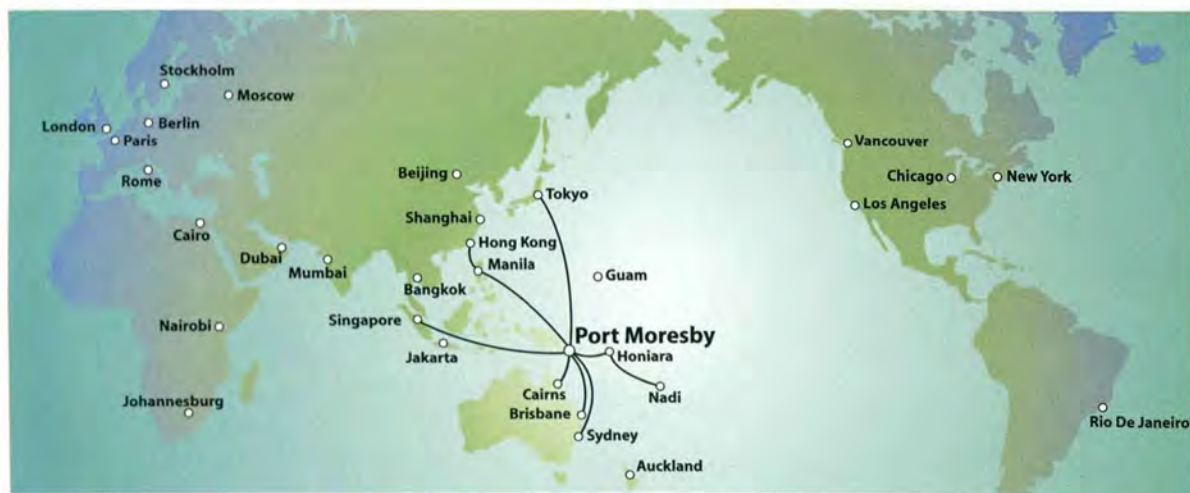 Stockholm
Moscow
London
Berlin
Paris
Rome
Vancouver
Beijing
Chicago
New York
Tokyo
Los Angeles
Shanghai
Cairo
Hong Kong
Dubai
Manila
Mumbai
Guam
Bangkok
Singapore
Nairobi
Port Moresby
Jakarta
Honiara
Cairns
Nadi
Johannesburg
Brisbane
Rio De Janeiro
Sydney
Auckland